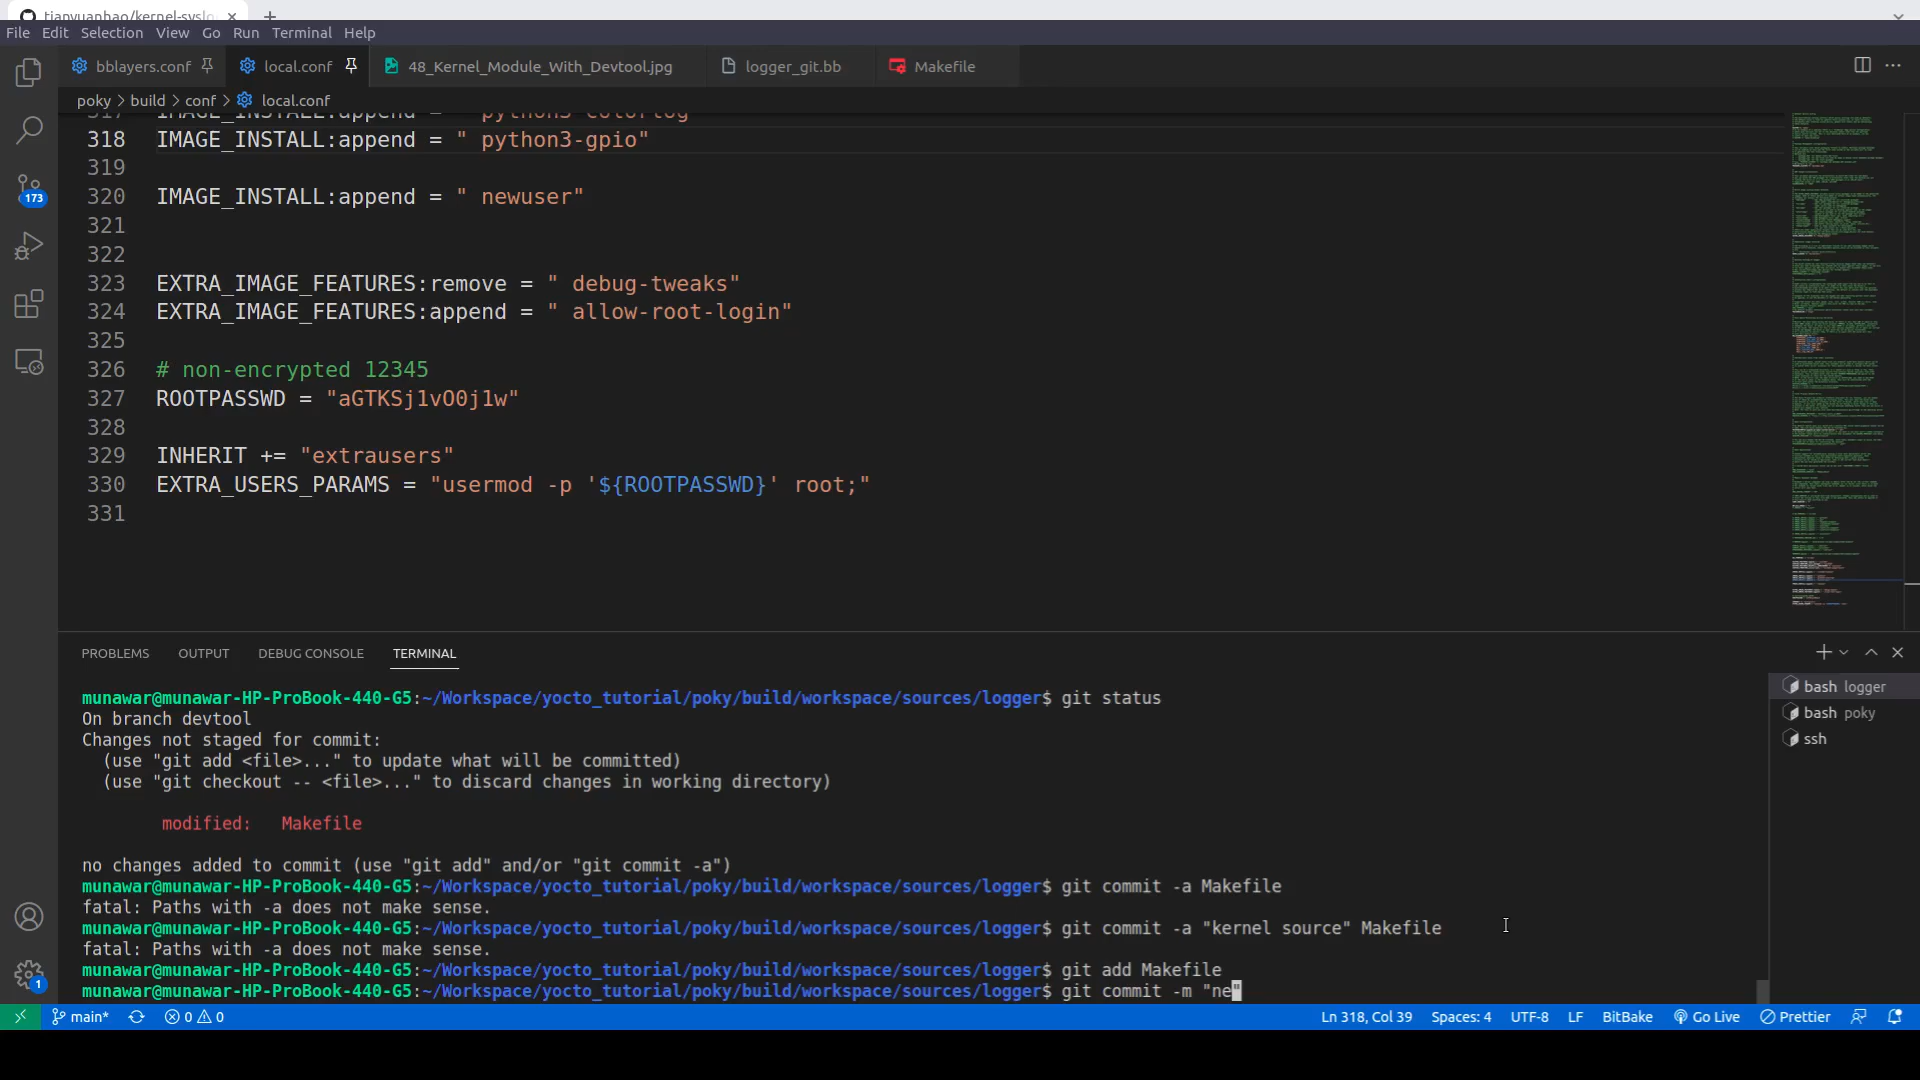 tianyuanhao/kernel-syslo
File Edit Selection View Go Run Terminal Help
bblayers.conf local.conf 48_Kernel_Module_With_Devtool.jpg logger_git.bb Makefile
poky > build > conf > local.conf
317 IMAGE_INSTALL:append = " python3-colorlog"
318 IMAGE_INSTALL:append = " python3-gpio"
319
320 IMAGE_INSTALL:append = " newuser"
321
322
323 EXTRA_IMAGE_FEATURES:remove = " debug-tweaks"
324 EXTRA_IMAGE_FEATURES:append = " allow-root-login"
325
326 # non-encrypted 12345
327 ROOTPASSWD = "aGTKSj1vO0j1w"
328
329 INHERIT += "extrausers"
330 EXTRA_USERS_PARAMS = "usermod -p '${ROOTPASSWD}' root;"
331
173
1
PROBLEMS OUTPUT DEBUG CONSOLE TERMINAL
munawar@munawar-HP-ProBook-440-G5:~/Workspace/yocto_tutorial/poky/build/workspace/sources/logger$ git status
On branch devtool
Changes not staged for commit:
(use "git add <file>..." to update what will be committed)
(use "git checkout -- <file>..." to discard changes in working directory)
modified: Makefile
no changes added to commit (use "git add" and/or "git commit -a")
munawar@munawar-HP-ProBook-440-G5:~/Workspace/yocto_tutorial/poky/build/workspace/sources/logger$ git commit -a Makefile
fatal: Paths with -a does not make sense.
munawar@munawar-HP-ProBook-440-G5:~/Workspace/yocto_tutorial/poky/build/workspace/sources/logger$ git commit -a "kernel source" Makefile
fatal: Paths with -a does not make sense.
munawar@munawar-HP-ProBook-440-G5:~/Workspace/yocto_tutorial/poky/build/workspace/sources/logger$ git add Makefile
munawar@munawar-HP-ProBook-440-G5:~/Workspace/yocto_tutorial/poky/build/workspace/sources/logger$ git commit -m "ne"
bash logger
bash poky
ssh
main* 0 0 Ln 318, Col 39 Spaces: 4 UTF-8 LF BitBake Go Live Prettier